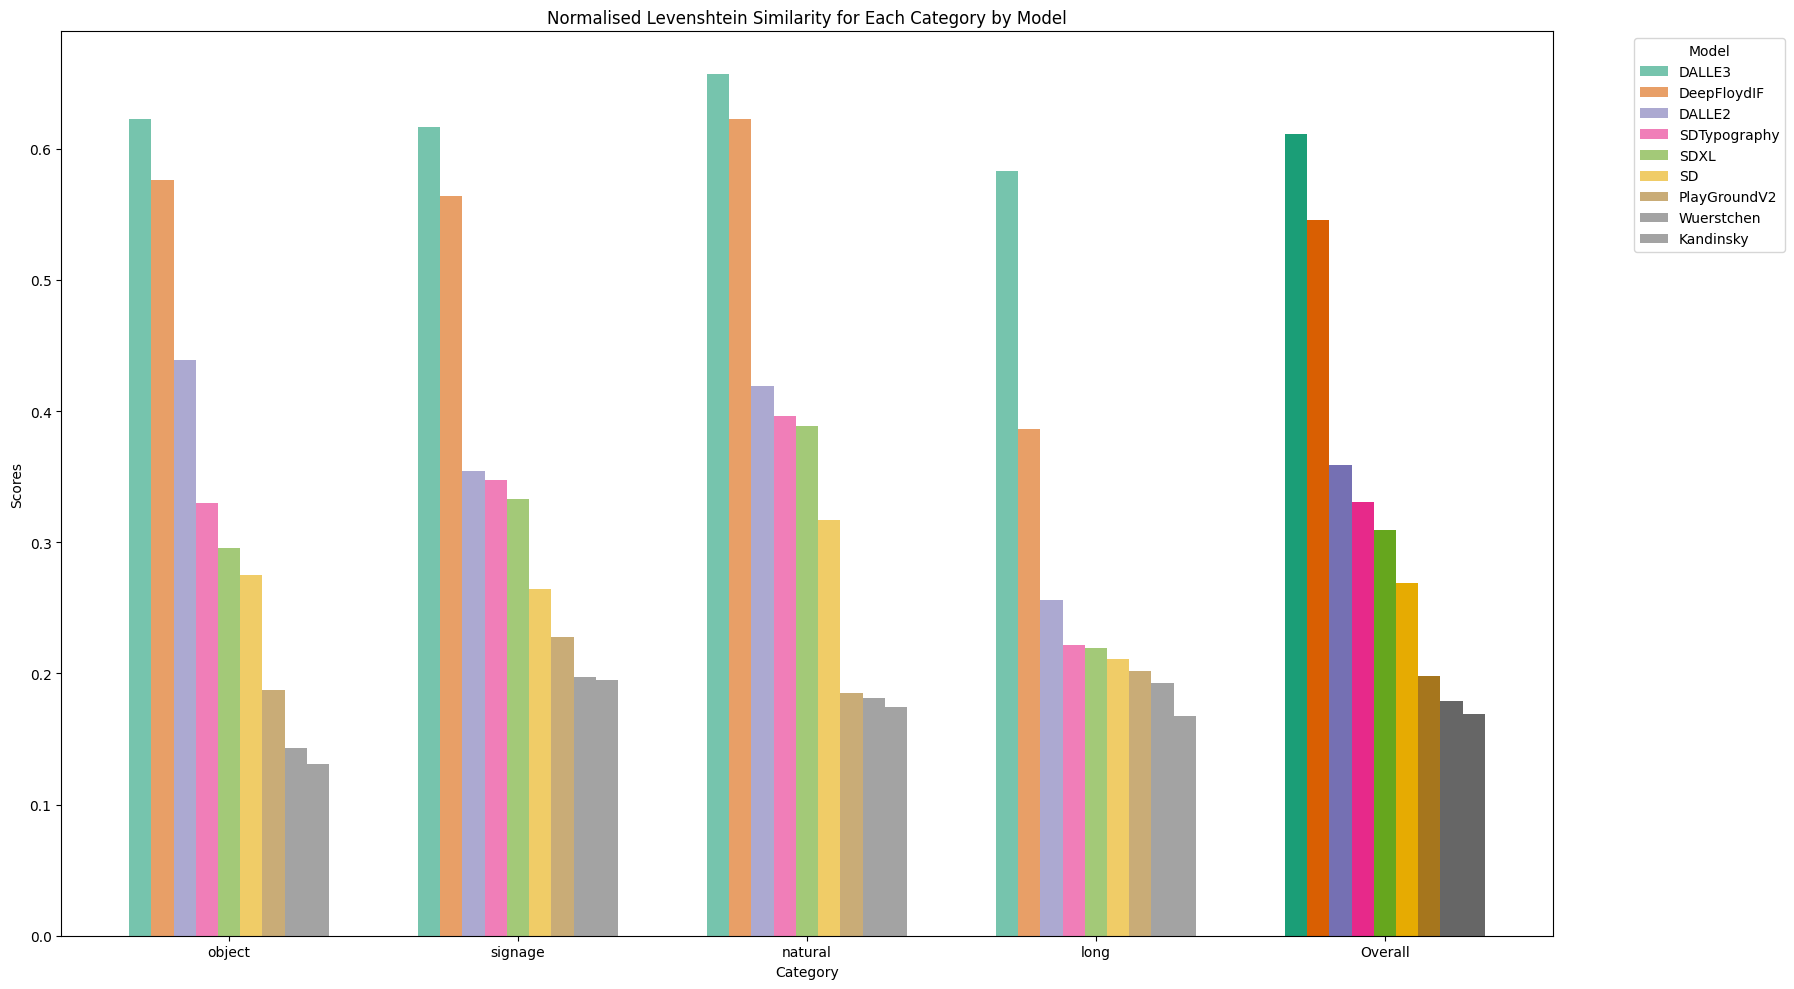 Normalised Levenshtein Similarity for Each Category by Model
Model
DALLE3
DeepFloydIF
DALLE2
SDTypography
SDXL
SD
PlayGroundV2
Wuerstchen
Kandinsky
Scores
0.6
0.5
0.4
0.3
0.2
0.1
0.0
object signage natural long Overall
Category